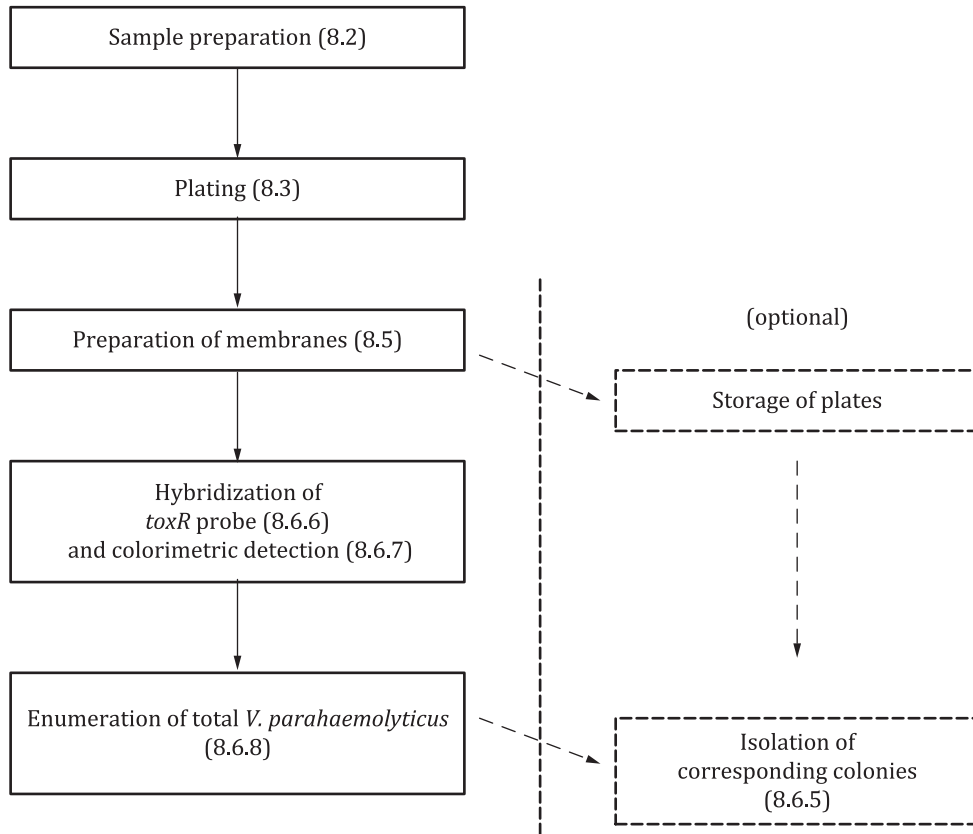 Sample preparation (8.2)
Plating (8.3)
Preparation of membranes (8.5)
Hybridization of
toxR probe (8.6.6)
and colorimetric detection (8.6.7)
Enumeration of total V. parahaemolyticus
(8.6.8)
(optional)
Storage of plates
Isolation of
corresponding colonies
(8.6.5)